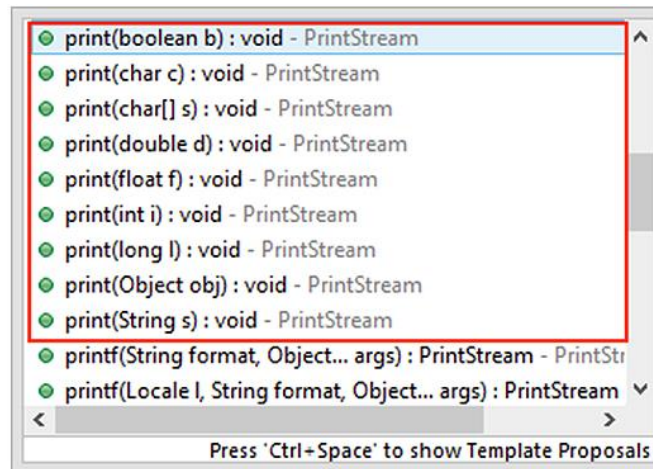 print(boolean b) : void - PrintStream
print(char c) : void - PrintStream
print(char[] s) : void - PrintStream
print(double d) : void - PrintStream
print(float f) : void - PrintStream
print(int i) : void - PrintStream
print(long l) : void - PrintStream
print(Object obj) : void - PrintStream
print(String s) : void - PrintStream
printf(String format, Object... args) : PrintStream - PrintStr
printf(Locale l, String format, Object... args) : PrintStream
Press 'Ctrl+Space' to show Template Proposals